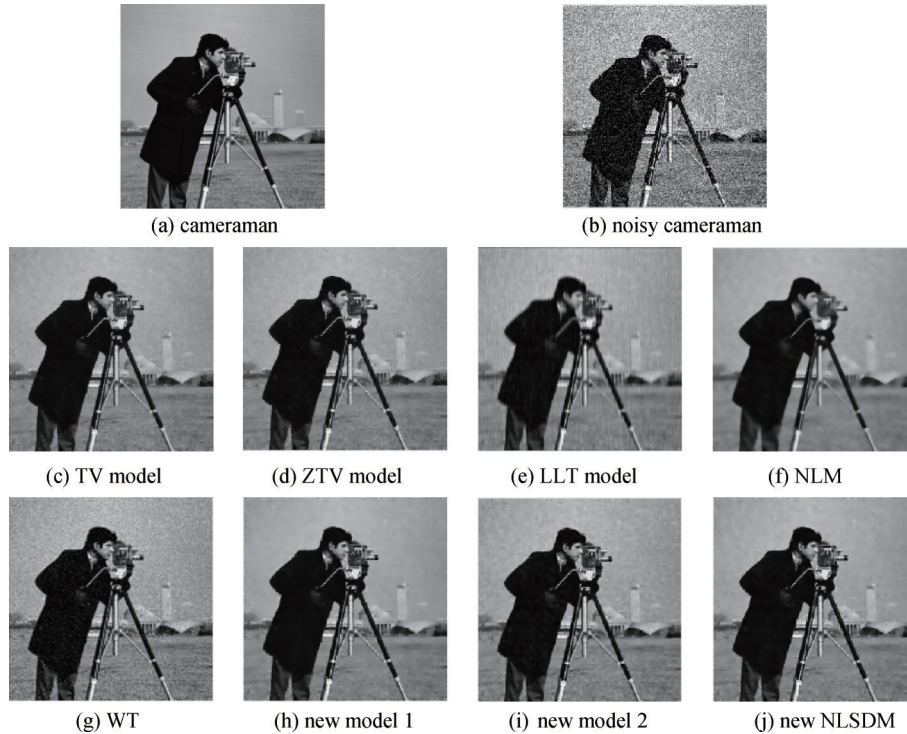 (a) cameraman
(b) noisy cameraman
(c) TV model
(d) ZTV model
(e) LLT model
(f) NLM
(g) WT
(h) new model 1
(i) new model 2
(j) new NLSDM